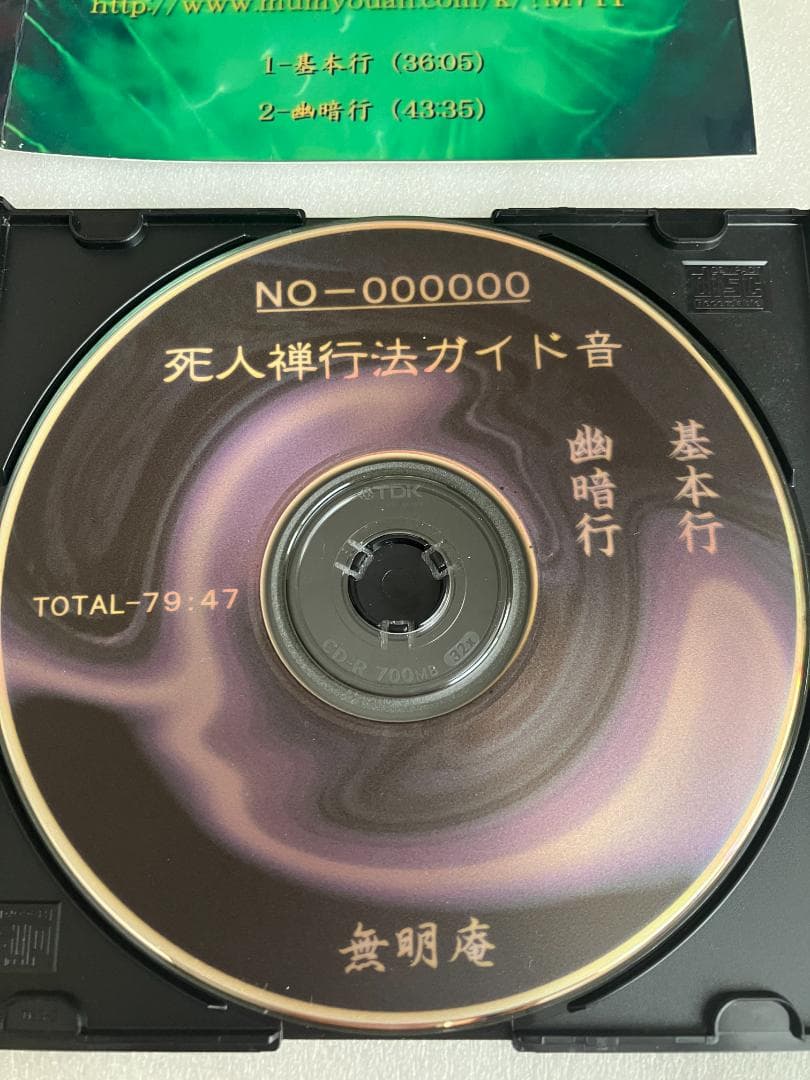 1-基本行 (36:05)
2-幽暗行 (43:35)
NO-000000
死人禅行法ガイド音
基本行
幽暗行
TOTAL-79:47
TDK
CD-R 700MB 32x
無明庵